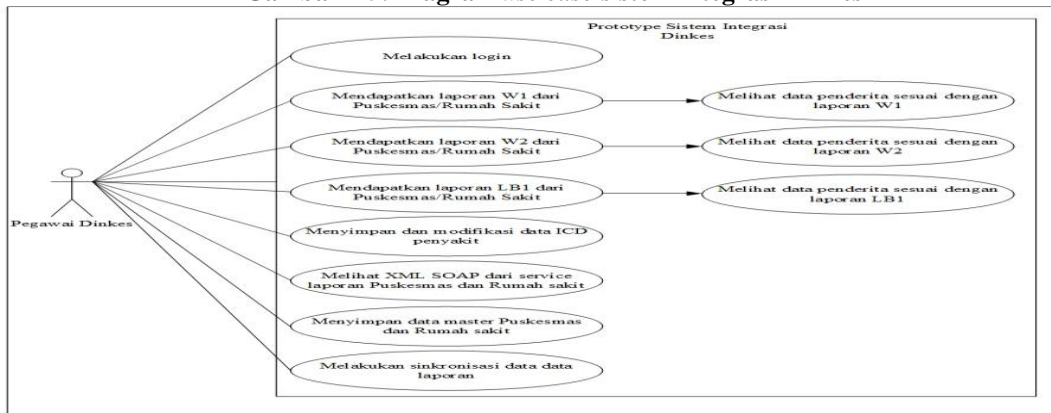 Prototype Sistem Integrasi
Dinkes
Melakukan login
Mendapatkan laporan W1 dari
Puskesmas/Rumah Sakit
Melihat data penderita sesuai dengan
laporan W1
Mendapatkan laporan W2 dari
Puskesmas/Rumah Sakit
Melihat data penderita sesuai dengan
laporan W2
Mendapatkan laporan LB1 dari
Puskesmas/Rumah Sakit
Melihat data penderita sesuai dengan
laporan LB1
Pegawai Dinkes
Menyimpan dan modifikasi data ICD
penyakit
Melihat XML SOAP dari service
laporan Puskesmas dan Rumah sakit
Menyimpan data master Puskesmas
dan Rumah sakit
Melakukan sinkronisasi data data
laporan